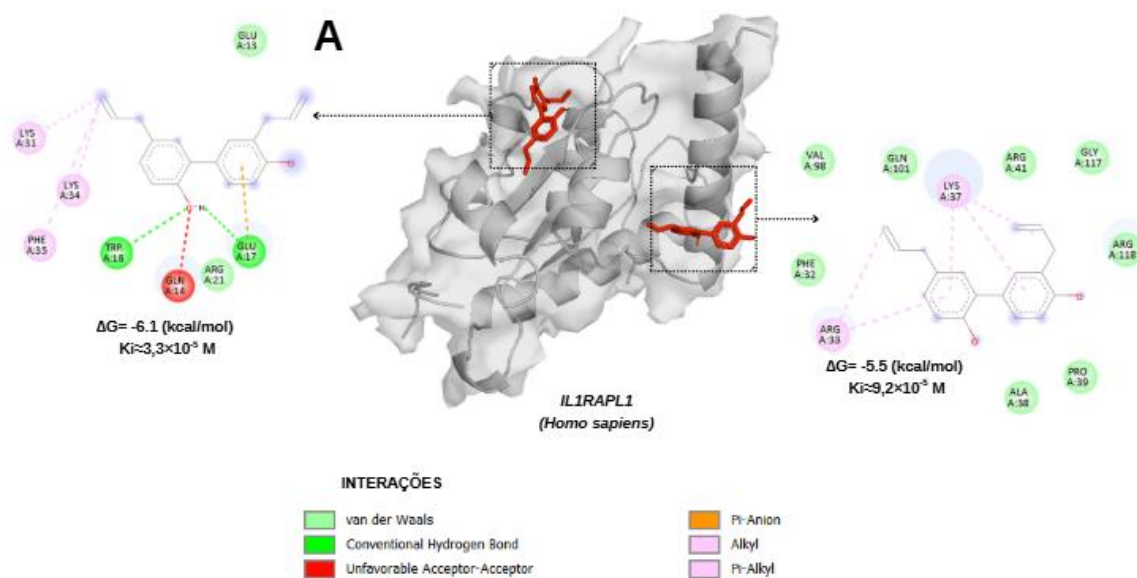 A
GLU
A:13
LYS
A:31
LYS
A:34
PHE
A:35
TRP
A:18
GLN
A:14
ARG
A:21
GLU
A:17
ΔG= -6.1 (kcal/mol)
Ki≈3,3×10⁻⁵ M
VAL
A:98
GLN
A:101
LYS
A:37
ARG
A:41
GLY
A:117
PHE
A:32
ARG
A:118
ARG
A:33
ΔG= -5.5 (kcal/mol)
Ki≈9,2×10⁻⁵ M
ALA
A:38
PRO
A:39
IL1RAPL1
(Homo sapiens)
INTERAÇÕES
van der Waals
Conventional Hydrogen Bond
Unfavorable Acceptor-Acceptor
Pi-Anion
Alkyl
Pi-Alkyl